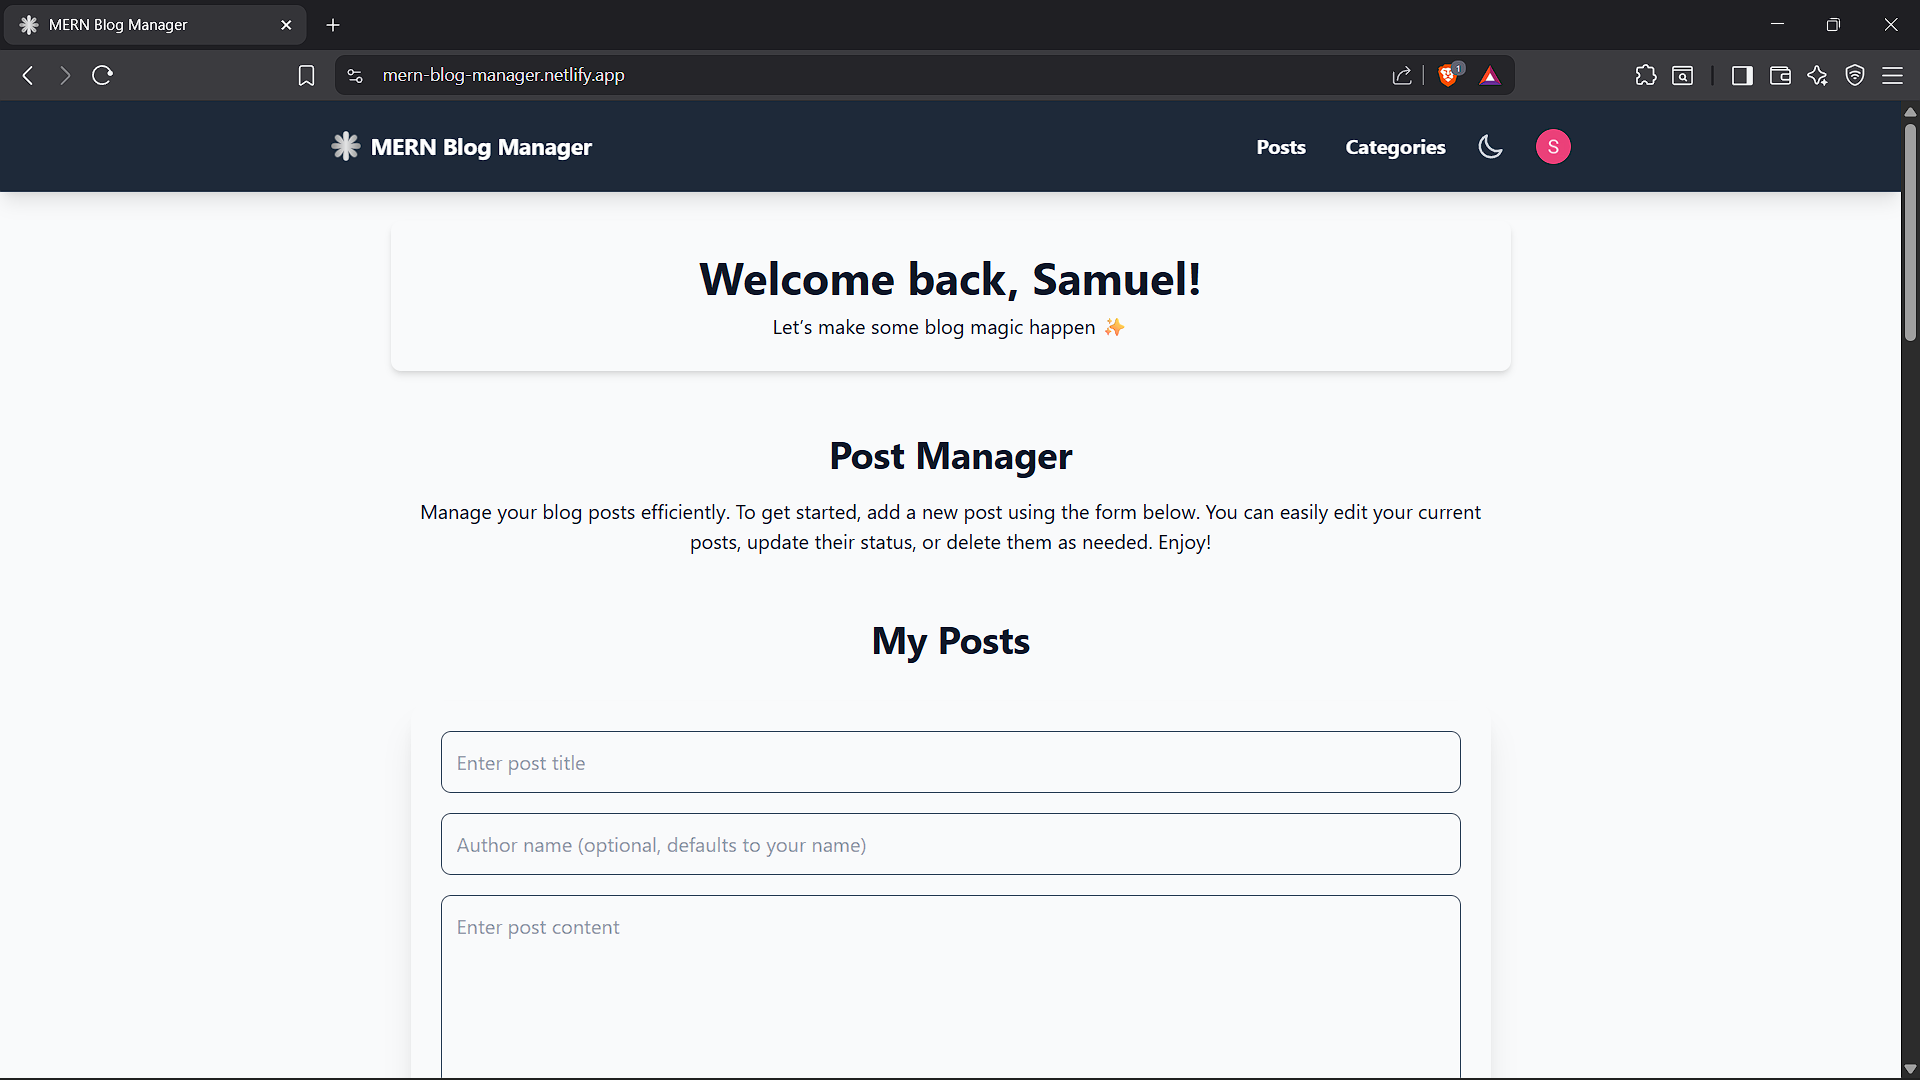 MERN Blog Manager
mern-blog-manager.netlify.app
1
MERN Blog Manager
Posts
Categories
S
Welcome back, Samuel!
Let’s make some blog magic happen ✨
Post Manager
Manage your blog posts efficiently. To get started, add a new post using the form below. You can easily edit your current
posts, update their status, or delete them as needed. Enjoy!
My Posts
Enter post title
Author name (optional, defaults to your name)
Enter post content